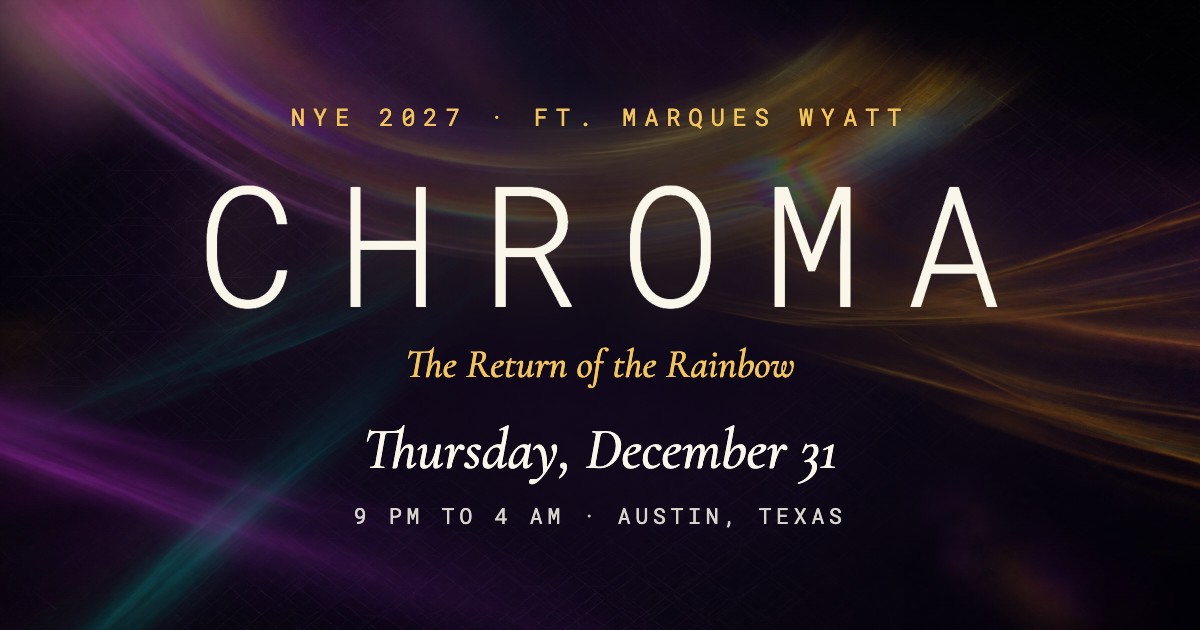 NYE 2027 · FT. MARQUES WYATT
CHROMA
The Return of the Rainbow
Thursday, December 31
9 PM TO 4 AM · AUSTIN, TEXAS